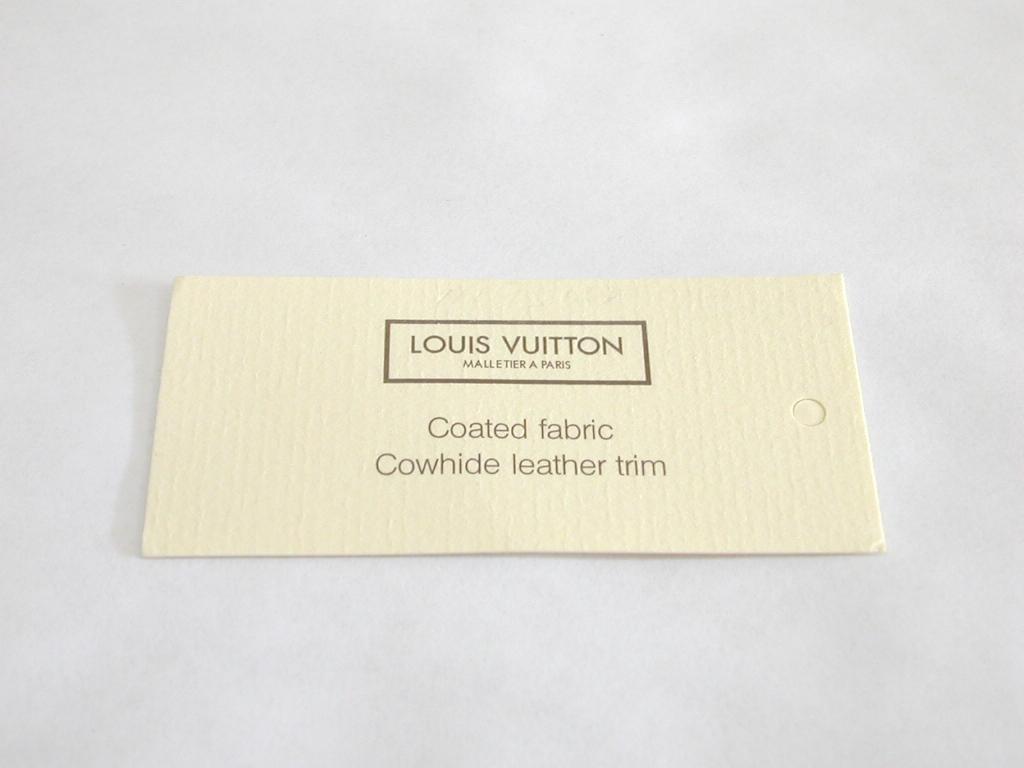 LOUIS VUITTON
MALLETIER A PARIS
Coated fabric
Cowhide leather trim